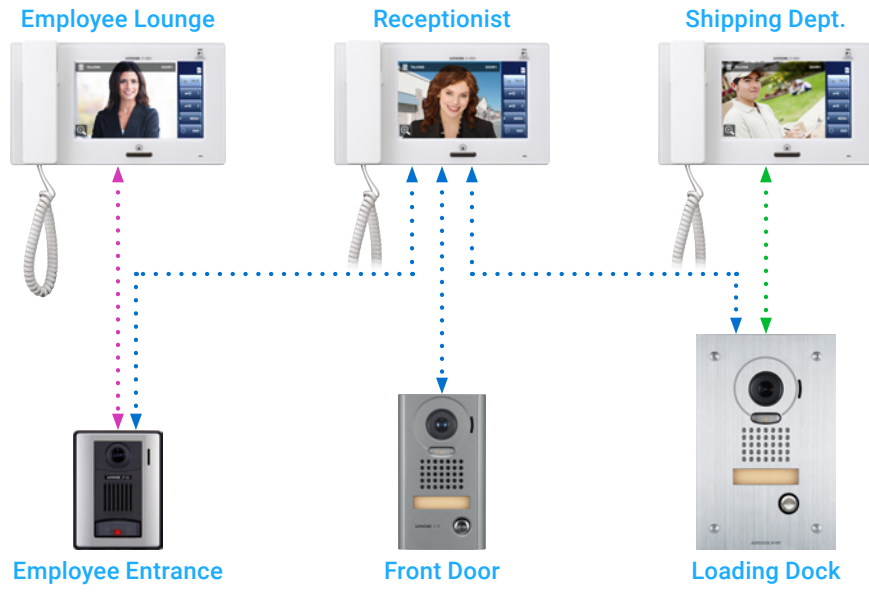 Employee Lounge
Receptionist
Shipping Dept.
Employee Entrance
Front Door
Loading Dock